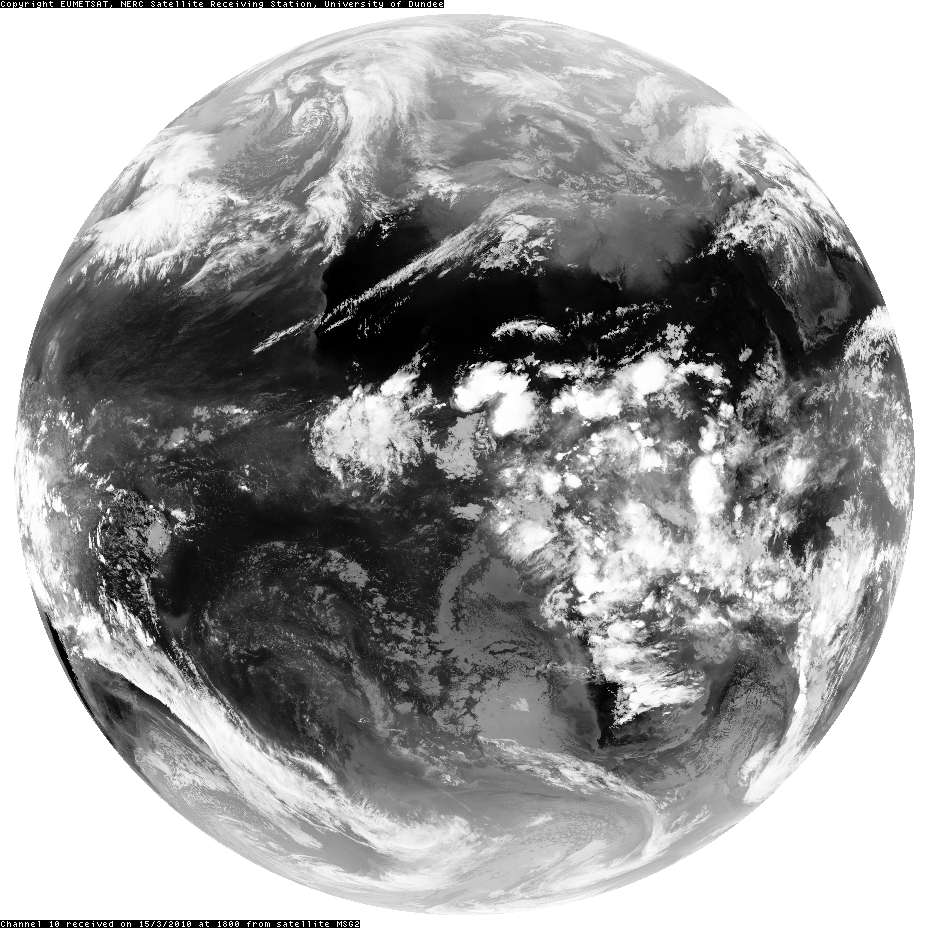 Copyright EUMETSAT, NERC Satellite Receiving Station, University of Dundee
Channel 10 received on 15/3/2010 at 1800 from satellite MSG2